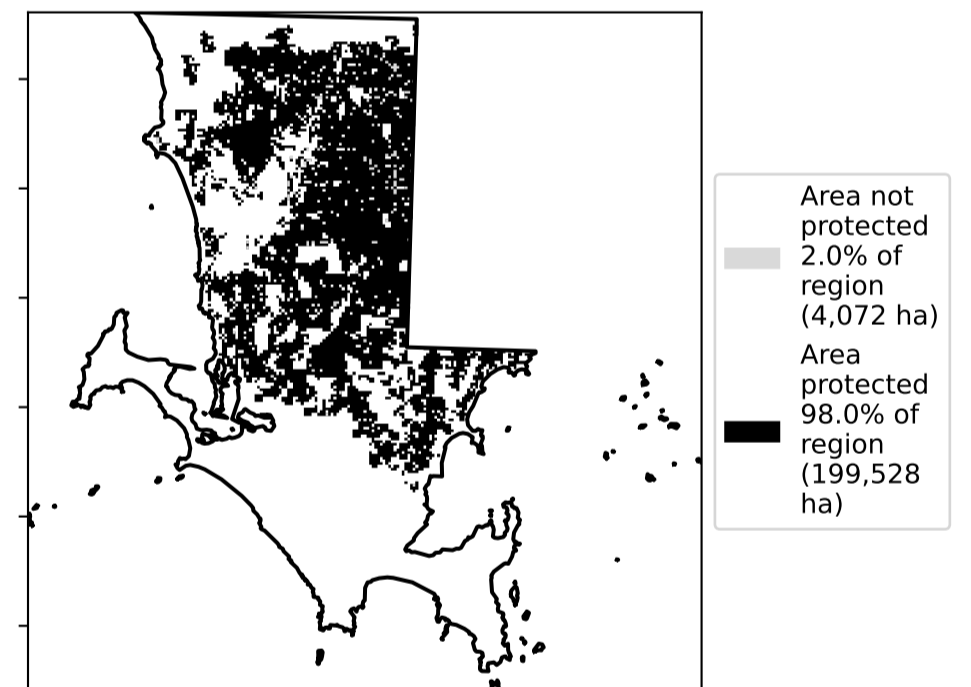 Area not
protected
2.0% of
region
(4,072 ha)
Area
protected
98.0% of
region
(199,528
ha)